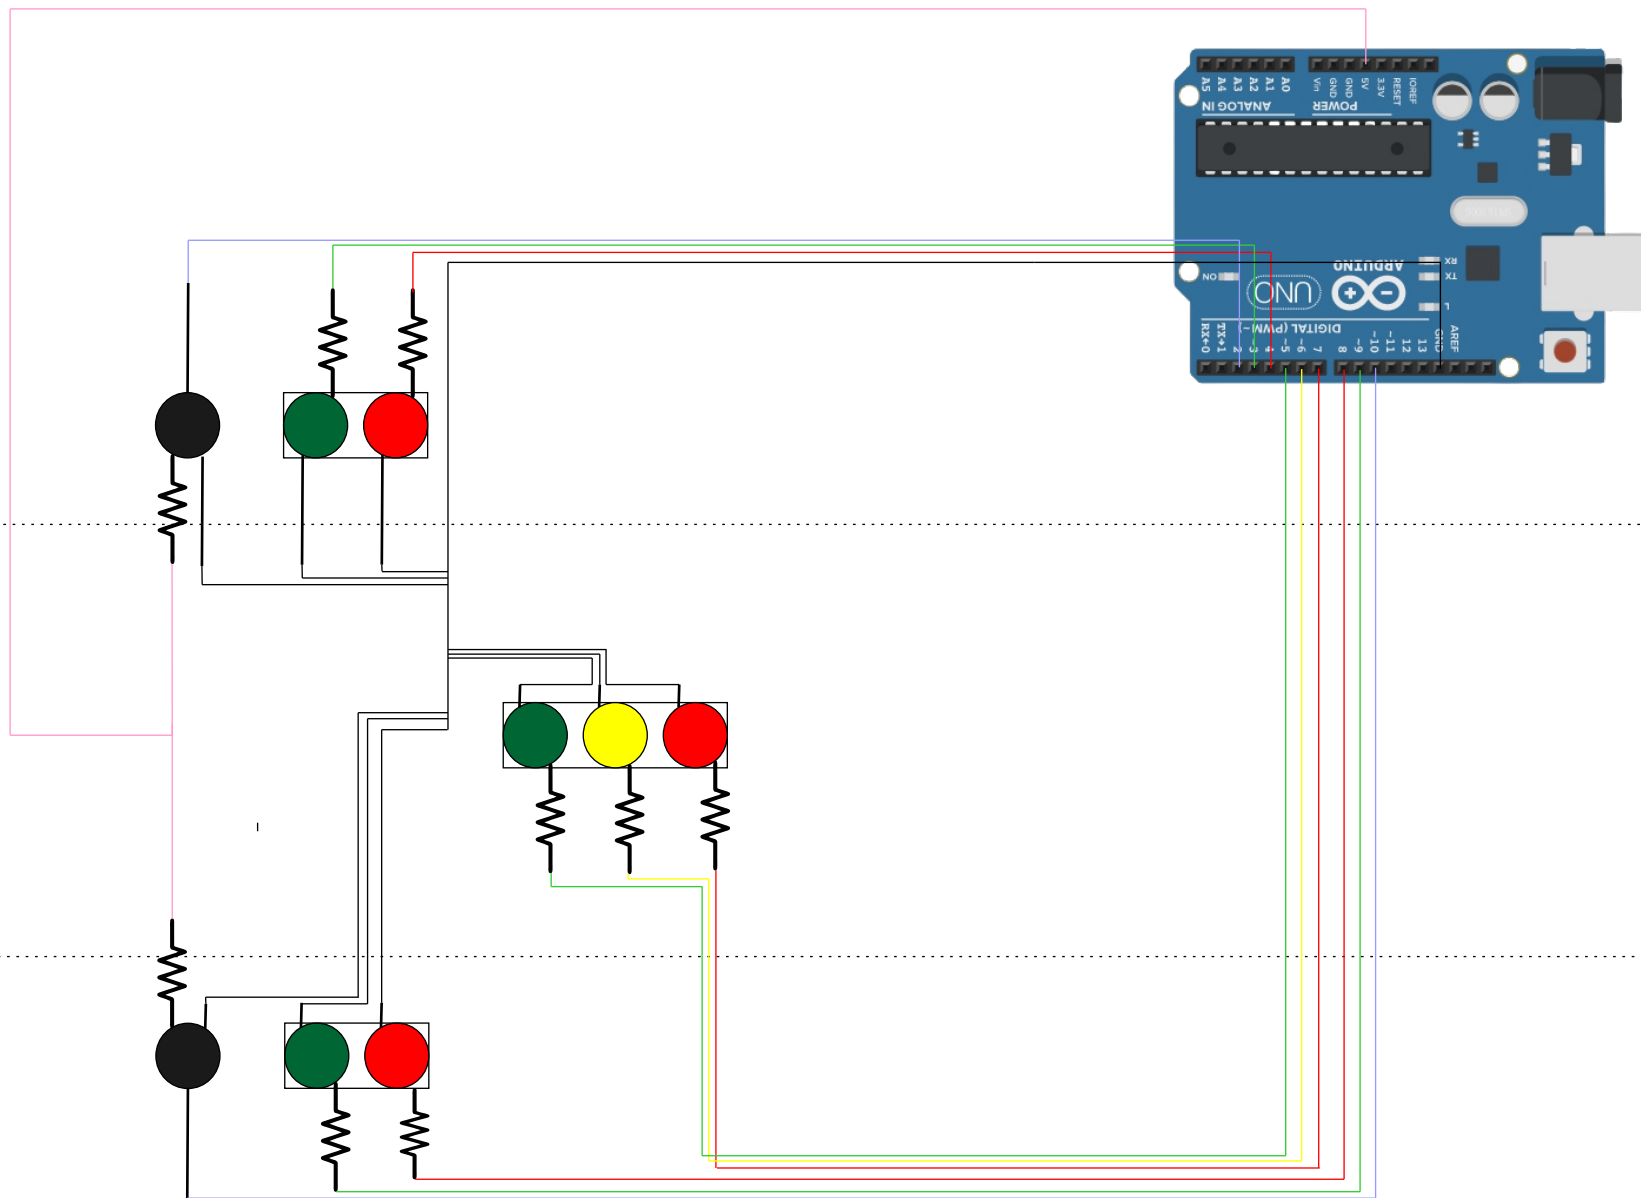 A5 A4 A3 A2 A1 A0
Vin GND GND 5V 3.3V RESET IOREF
ANALOG IN
POWER
ARDUINO
UNO
ON
RX
TX
L
DIGITAL (PWM ~)
RX←0 TX→1 2 ~3 4 ~5 ~6 7 8 ~9 ~10 ~11 12 13 GND AREF